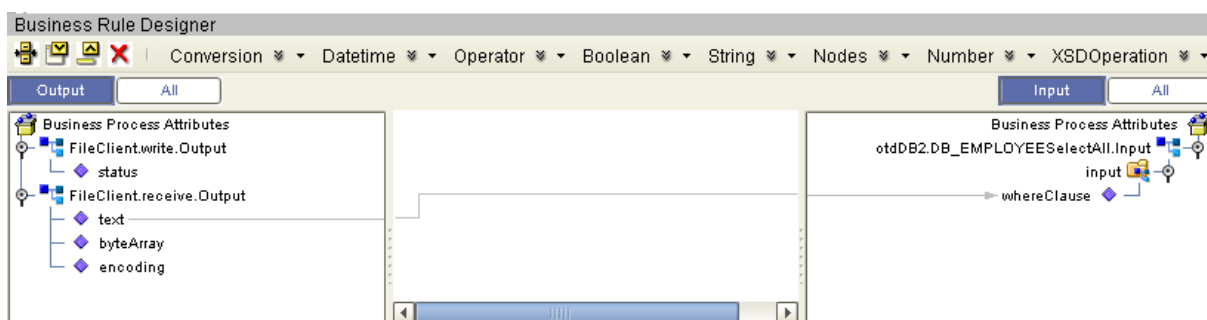 Business Rule Designer
Conversion Datetime Operator Boolean String Nodes Number XSDOperation
Output All Input All
Business Process Attributes Business Process Attributes
FileClient.write.Output otdDB2.DB_EMPLOYEESelectAll.Input
status input
FileClient.receive.Output whereClause
text
byteArray
encoding